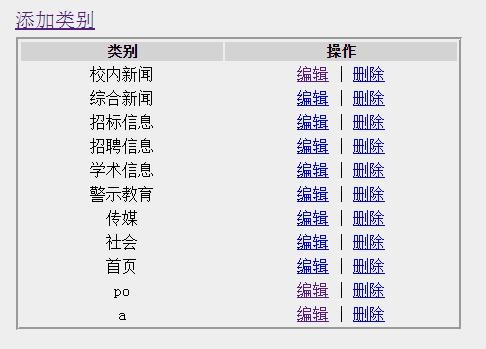 添加类别
类别 操作
校内新闻 编辑 | 删除
综合新闻 编辑 | 删除
招标信息 编辑 | 删除
招聘信息 编辑 | 删除
学术信息 编辑 | 删除
警示教育 编辑 | 删除
传媒 编辑 | 删除
社会 编辑 | 删除
首页 编辑 | 删除
po 编辑 | 删除
a 编辑 | 删除